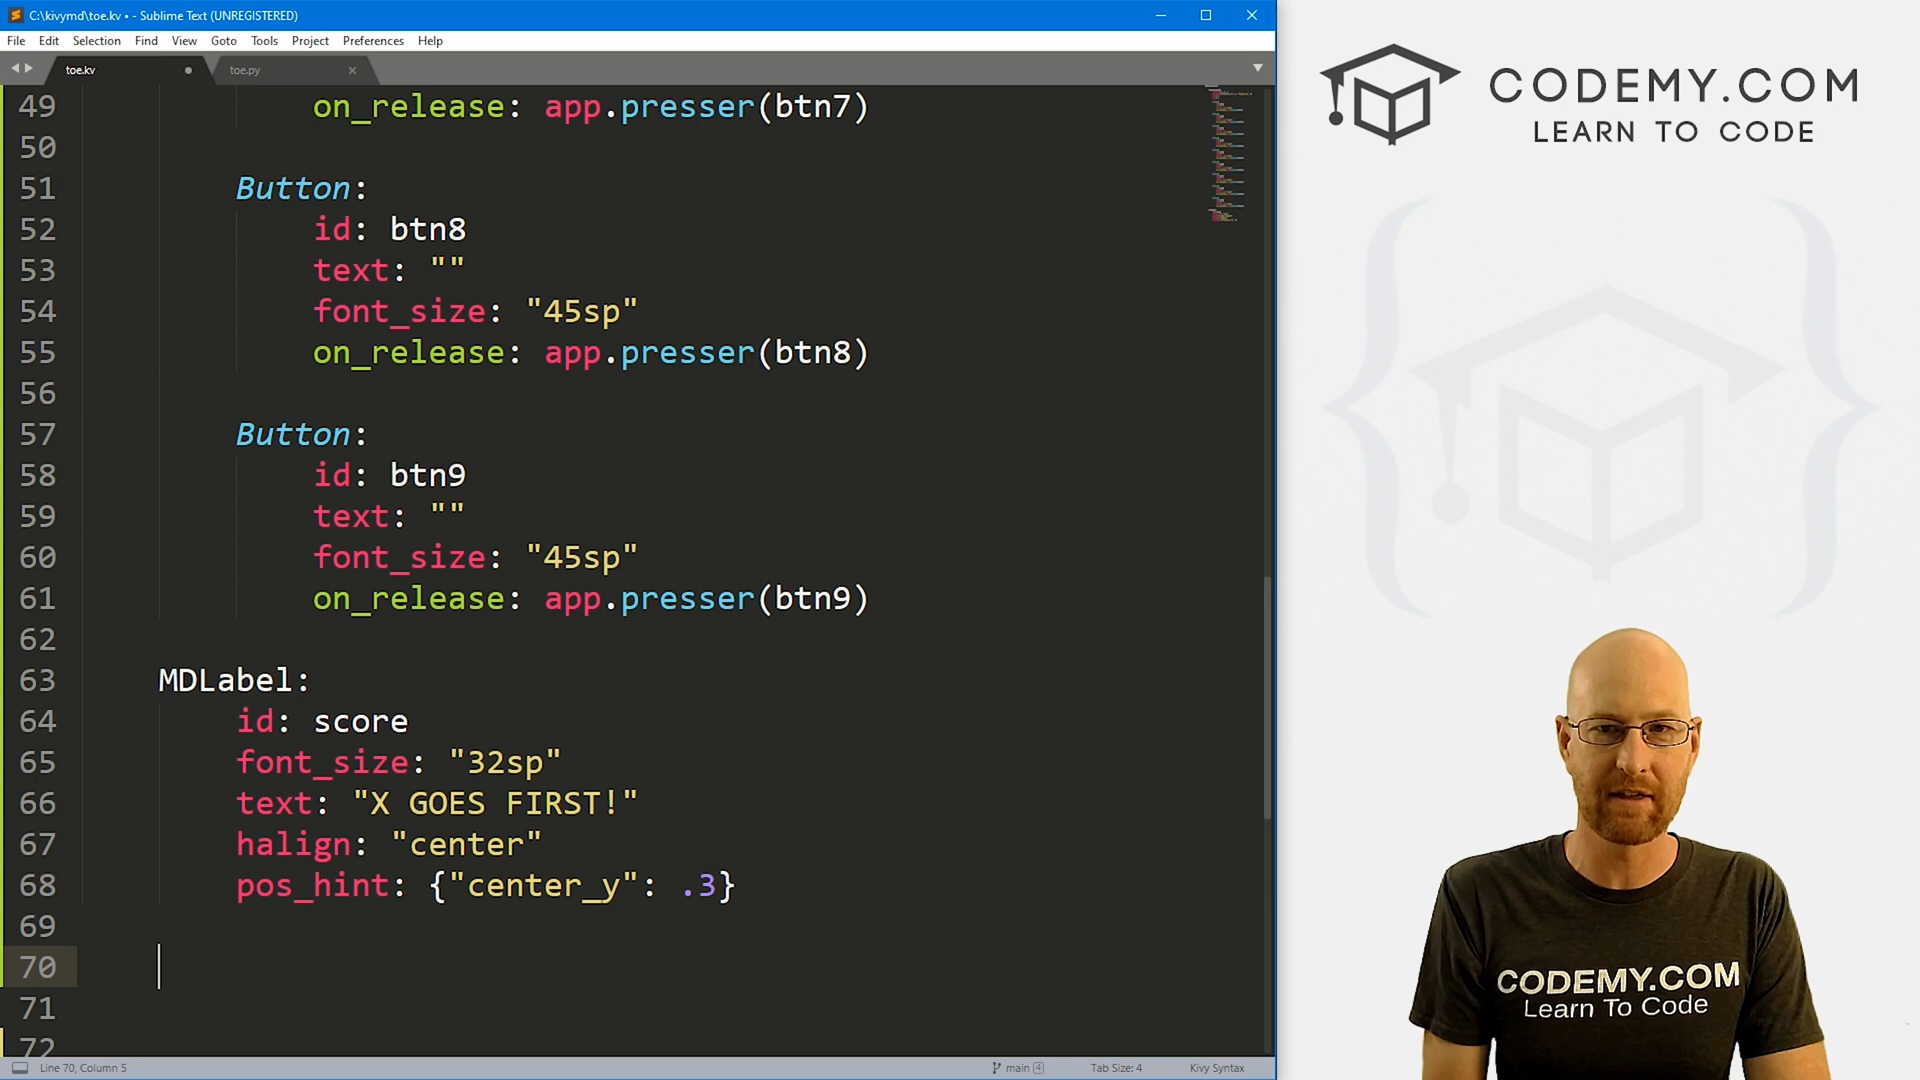 C:\kivymd\toe.kv • - Sublime Text (UNREGISTERED)
File Edit Selection Find View Goto Tools Project Preferences Help
toe.kv
toe.py
49 on_release: app.presser(btn7)
50
51 Button:
52 id: btn8
53 text: ""
54 font_size: "45sp"
55 on_release: app.presser(btn8)
56
57 Button:
58 id: btn9
59 text: ""
60 font_size: "45sp"
61 on_release: app.presser(btn9)
62
63 MDLabel:
64 id: score
65 font_size: "32sp"
66 text: "X GOES FIRST!"
67 halign: "center"
68 pos_hint: {"center_y": .3}
69
70
71
72
Line 70, Column 5
main 4
Tab Size: 4
Kivy Syntax
CODEMY.COM
LEARN TO CODE
CODEMY.COM
Learn To Code